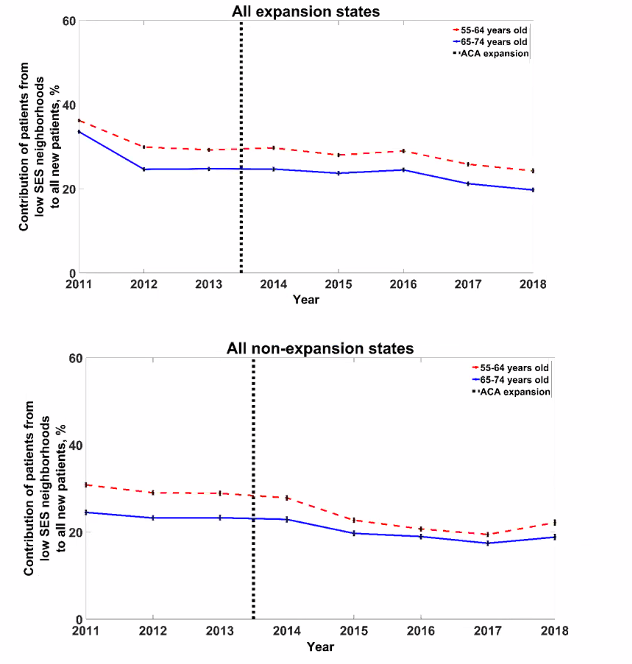 All expansion states
60
55-64 years old
65-74 years old
ACA expansion
Contribution of patients from
low SES neighborhoods
to all new patients, %
40
20
0
2011 2012 2013 2014 2015 2016 2017 2018
Year
All non-expansion states
60
55-64 years old
65-74 years old
ACA expansion
Contribution of patients from
low SES neighborhoods
to all new patients, %
40
20
0
2011 2012 2013 2014 2015 2016 2017 2018
Year